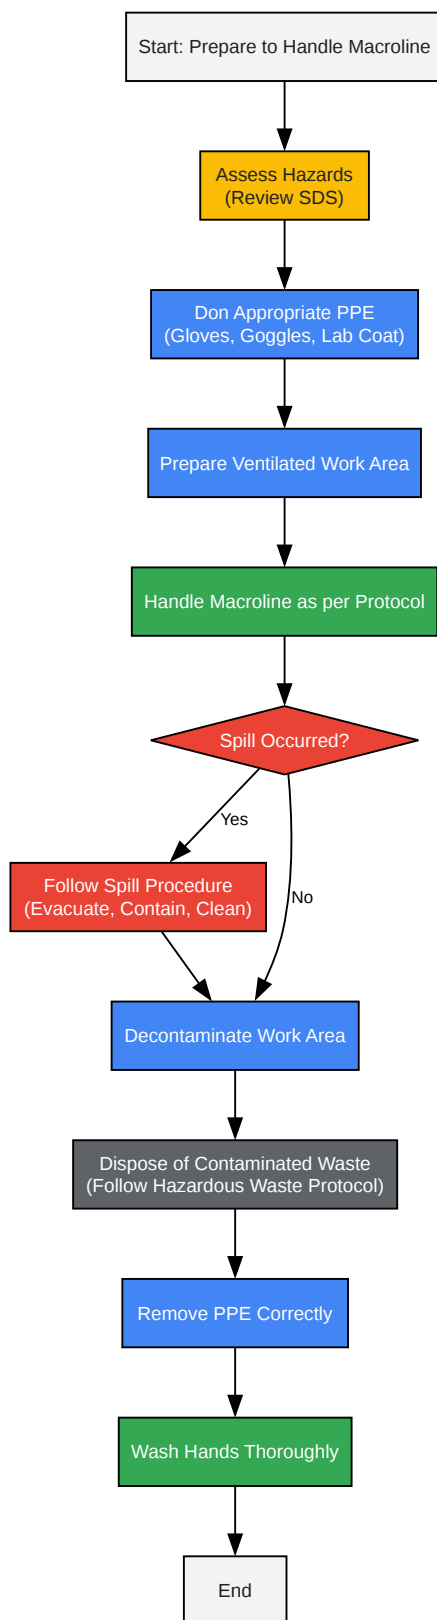 Start: Prepare to Handle Macroline
Assess Hazards
(Review SDS)
Don Appropriate PPE
(Gloves, Goggles, Lab Coat)
Prepare Ventilated Work Area
Handle Macroline as per Protocol
Spill Occurred?
Yes
Follow Spill Procedure
(Evacuate, Contain, Clean)
No
Decontaminate Work Area
Dispose of Contaminated Waste
(Follow Hazardous Waste Protocol)
Remove PPE Correctly
Wash Hands Thoroughly
End